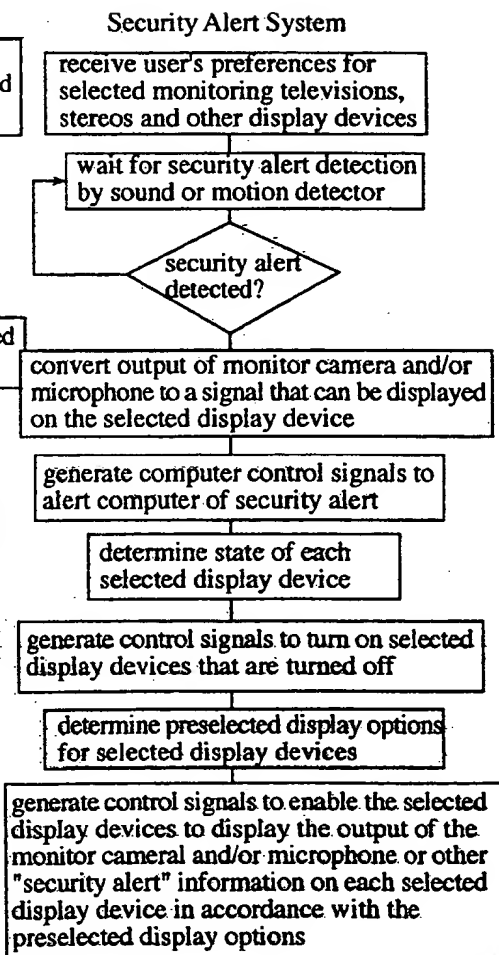 Security Alert System
receive user's preferences for
selected monitoring televisions,
stereos and other display devices
wait for security alert detection
by sound or motion detector
security alert
detected?
convert output of monitor camera and/or
microphone to a signal that can be displayed
on the selected display device
generate computer control signals to
alert computer of security alert
determine state of each
selected display device
generate control signals to turn on selected
display devices that are turned off
determine preselected display options
for selected display devices
generate control signals to enable the selected
display devices to display the output of the
monitor cameral and/or microphone or other
"security alert" information on each selected
display device in accordance with the
preselected display options